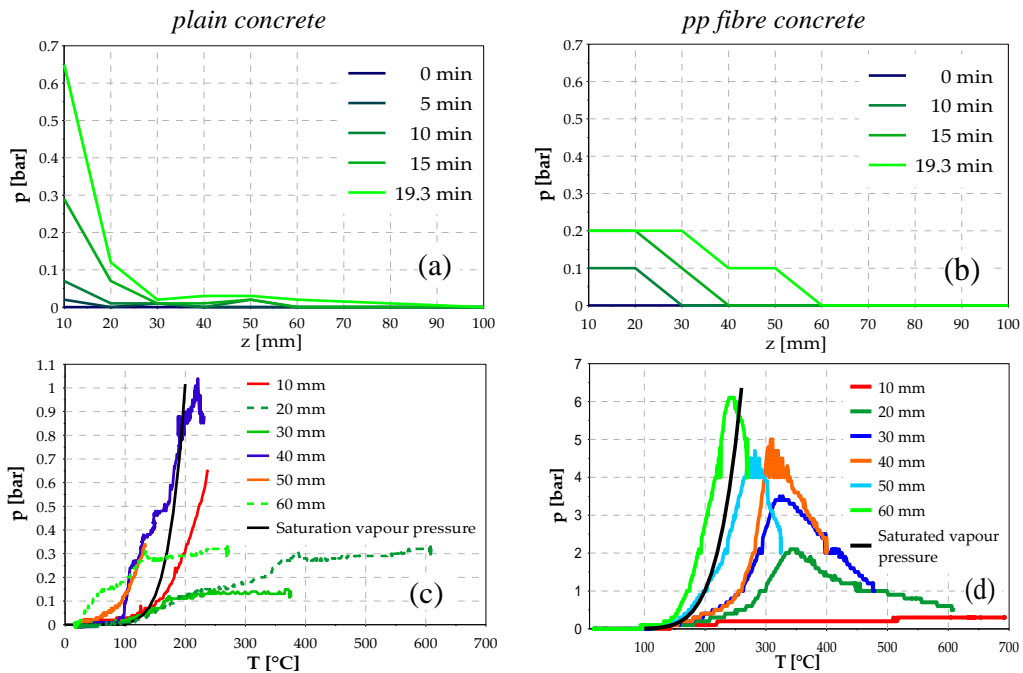 plain concrete
pp fibre concrete
0.7
0.6
0.5
0.4
0.3
0.2
0.1
0
p [bar]
10 20 30 40 50 60 70 80 90 100
z [mm]
0 min
5 min
10 min
15 min
19.3 min
(a)
0.7
0.6
0.5
0.4
0.3
0.2
0.1
0
p [bar]
10 20 30 40 50 60 70 80 90 100
z [mm]
0 min
10 min
15 min
19.3 min
(b)
1.1
1
0.9
0.8
0.7
0.6
0.5
0.4
0.3
0.2
0.1
0
p [bar]
0 100 200 300 400 500 600 700
T [°C]
10 mm
20 mm
30 mm
40 mm
50 mm
60 mm
Saturation vapour pressure
(c)
7
6
5
4
3
2
1
0
p [bar]
100 200 300 400 500 600 700
T [°C]
10 mm
20 mm
30 mm
40 mm
50 mm
60 mm
Saturated vapour
pressure
(d)